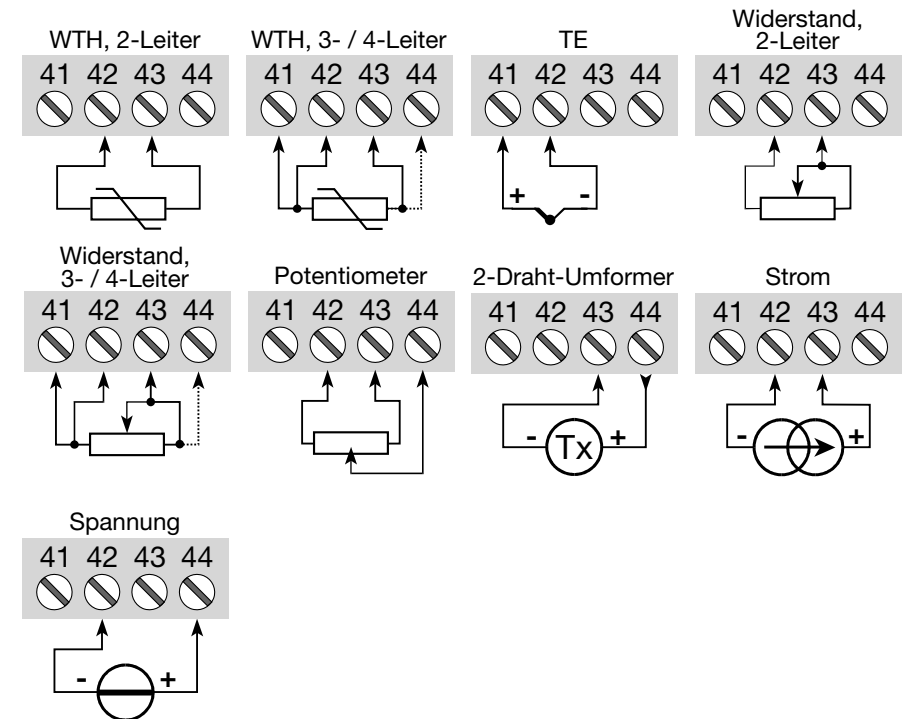 WTH, 2-Leiter
41 42 43 44
WTH, 3- / 4-Leiter
41 42 43 44
TE
41 42 43 44
+ -
Widerstand,
2-Leiter
41 42 43 44
Widerstand,
3- / 4-Leiter
41 42 43 44
Potentiometer
41 42 43 44
2-Draht-Umformer
41 42 43 44
- Tx +
Strom
41 42 43 44
- +
Spannung
41 42 43 44
- +